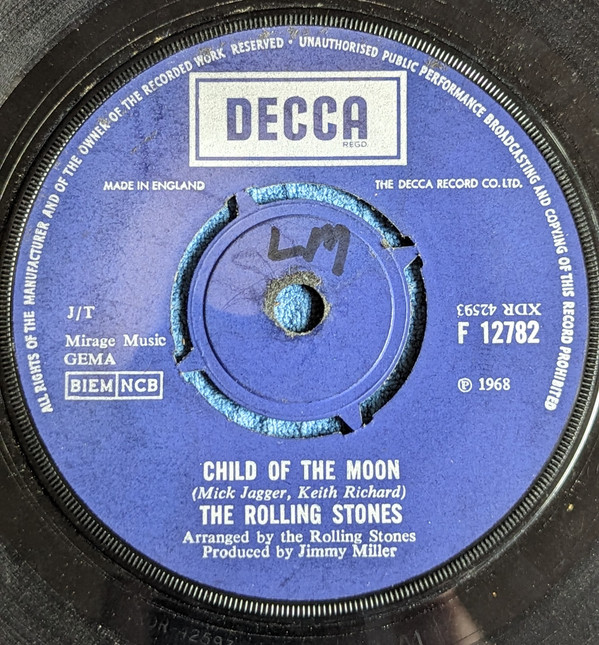 ALL RIGHTS OF THE MANUFACTURER AND OF THE OWNER OF THE RECORDED WORK RESERVED • UNAUTHORISED PUBLIC PERFORMANCE BROADCASTING AND COPYING OF THIS RECORD PROHIBITED
DECCA
REGD.
MADE IN ENGLAND
THE DECCA RECORD CO. LTD.
LM
J/T
Mirage Music
GEMA
BIEM NCB
XDR 42593
F 12782
℗ 1968
CHILD OF THE MOON
(Mick Jagger, Keith Richard)
THE ROLLING STONES
Arranged by the Rolling Stones
Produced by Jimmy Miller